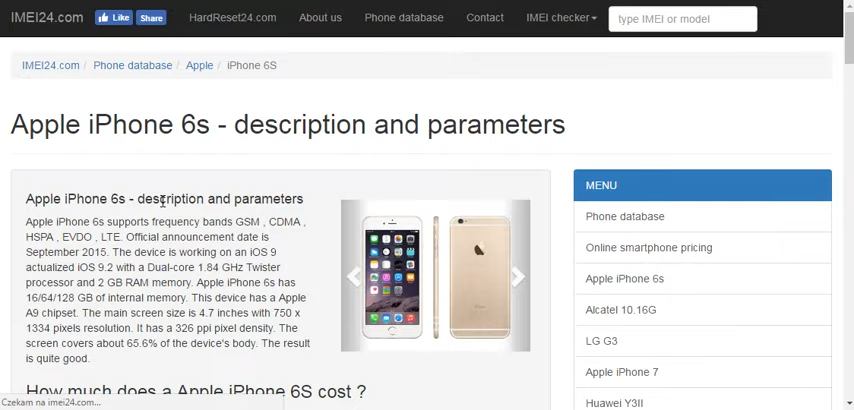 IMEI24.com Like Share HardReset24.com About us Phone database Contact IMEI checker type IMEI or model
IMEI24.com / Phone database / Apple / iPhone 6S
Apple iPhone 6s - description and parameters
Apple iPhone 6s - description and parameters
Apple iPhone 6s supports frequency bands GSM , CDMA ,
HSPA , EVDO , LTE. Official announcement date is
September 2015. The device is working on an iOS 9
actualized iOS 9.2 with a Dual-core 1.84 GHz Twister
processor and 2 GB RAM memory. Apple iPhone 6s has
16/64/128 GB of internal memory. This device has a Apple
A9 chipset. The main screen size is 4.7 inches with 750 x
1334 pixels resolution. It has a 326 ppi pixel density. The
screen covers about 65.6% of the device's body. The result
is quite good.
How much does a Apple iPhone 6S cost ?
MENU
Phone database
Online smartphone pricing
Apple iPhone 6s
Alcatel 10.16G
LG G3
Apple iPhone 7
Huawei Y3II
Czekam na imei24.com...